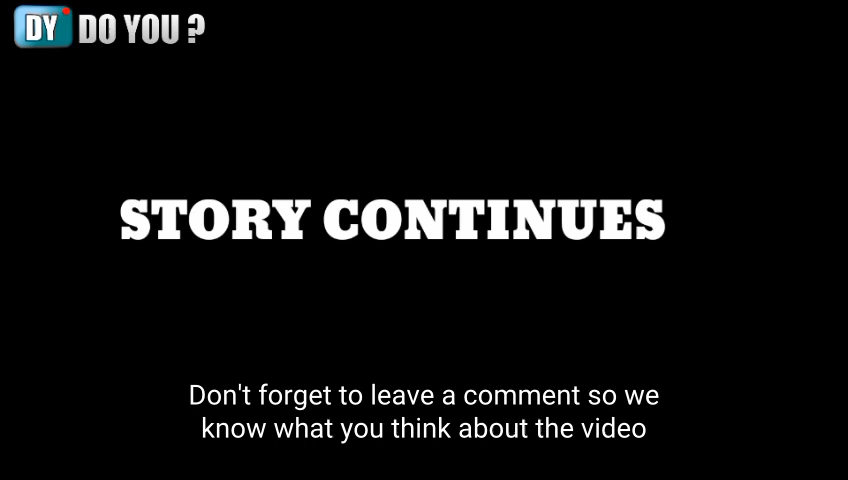 DY DO YOU ?
STORY CONTINUES
Don't forget to leave a comment so we
know what you think about the video